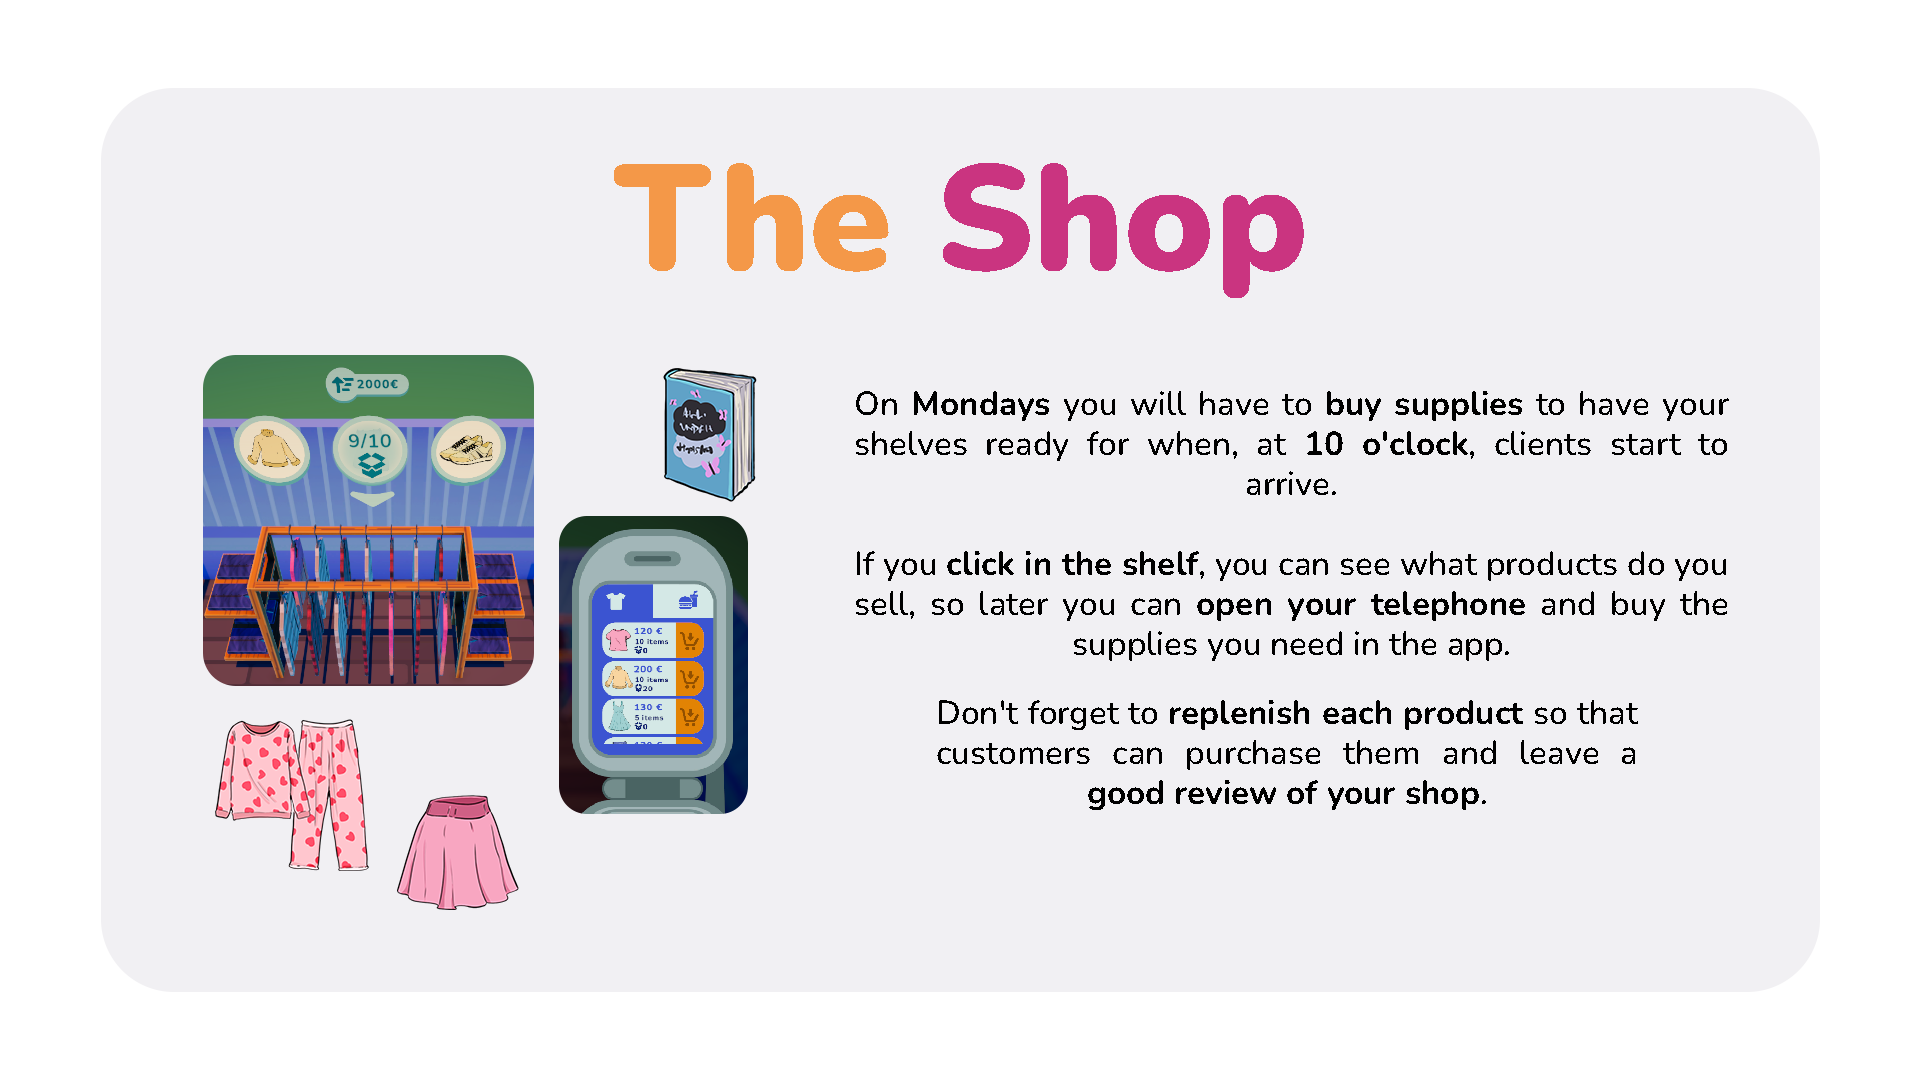 The Shop
2000€
9/10
120 €
10 items
0
200 €
10 items
20
130 €
5 items
0
On Mondays you will have to buy supplies to have your
shelves ready for when, at 10 o'clock, clients start to
arrive.
If you click in the shelf, you can see what products do you
sell, so later you can open your telephone and buy the
supplies you need in the app.
Don't forget to replenish each product so that
customers can purchase them and leave a
good review of your shop.